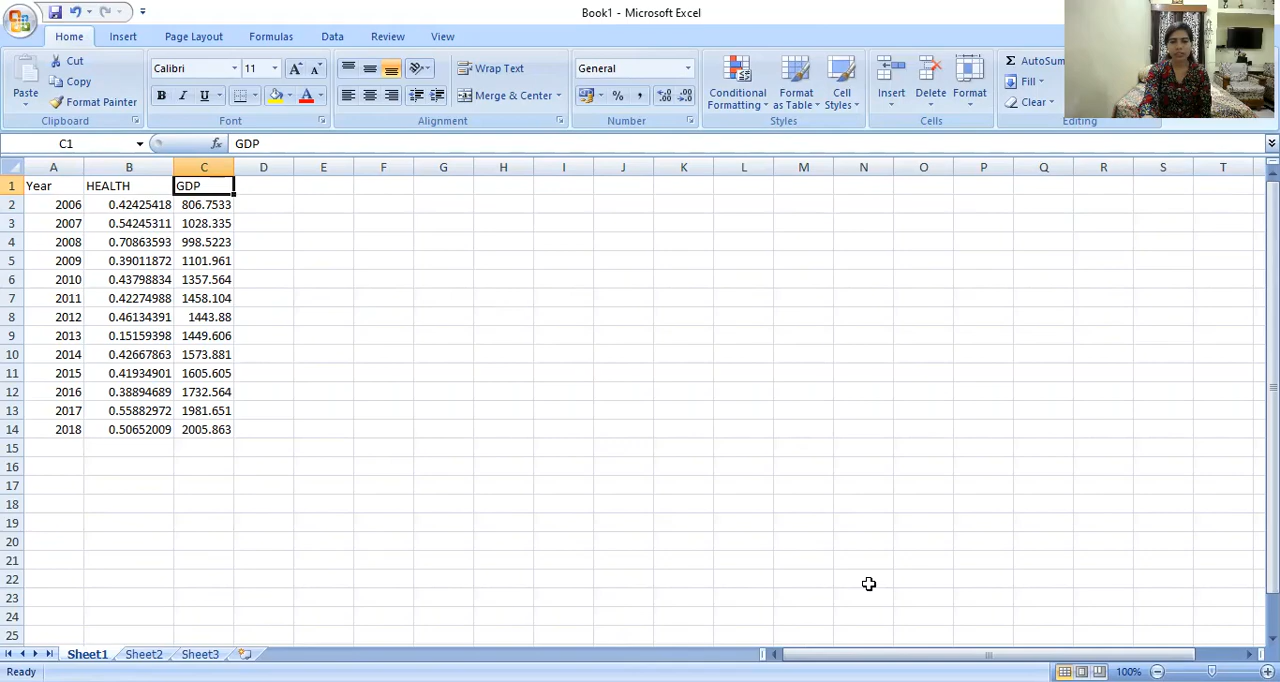 Book1 - Microsoft Excel
Home Insert Page Layout Formulas Data Review View
Paste
Cut
Copy
Format Painter
Clipboard
Calibri 11
B I U
Font
Wrap Text
Merge & Center
Alignment
General
Number
Conditional Formatting
Format as Table
Cell Styles
Styles
Insert
Delete
Format
Cells
Σ AutoSum
Fill
Clear
Editing
C1 fx GDP
A B C D E F G H I J K L M N O P Q R S T
1 Year HEALTH GDP
2 2006 0.42425418 806.7533
3 2007 0.54245311 1028.335
4 2008 0.70863593 998.5223
5 2009 0.39011872 1101.961
6 2010 0.43798834 1357.564
7 2011 0.42274988 1458.104
8 2012 0.46134391 1443.88
9 2013 0.15159398 1449.606
10 2014 0.42667863 1573.881
11 2015 0.41934901 1605.605
12 2016 0.38894689 1732.564
13 2017 0.55882972 1981.651
14 2018 0.50652009 2005.863
15
16
17
18
19
20
21
22
23
24
25
Sheet1 Sheet2 Sheet3
Ready 100%